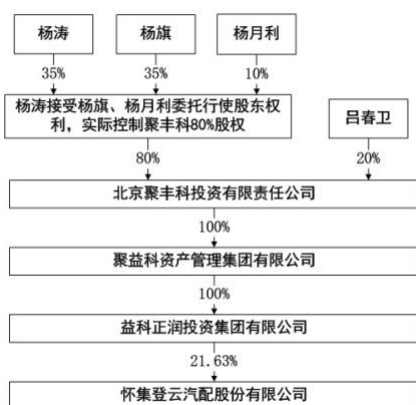 杨涛 杨旗 杨月利
35% 35% 10%
杨涛接受杨旗、杨月利委托行使股东权
利，实际控制聚丰科80%股权
吕春卫
80% 20%
北京聚丰科投资有限责任公司
100%
聚益科资产管理集团有限公司
100%
益科正润投资集团有限公司
21.63%
怀集登云汽配股份有限公司